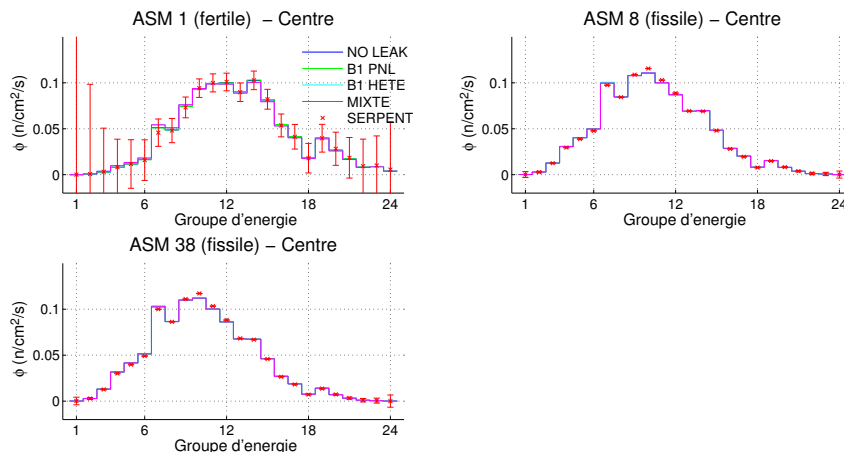 ASM 1 (fertile) − Centre
NO LEAK
B1 PNL
B1 HETE
MIXTE
SERPENT
0.1
0.05
0
ϕ (n/cm²/s)
1 6 12 18 24
Groupe d'energie
ASM 8 (fissile) − Centre
0.1
0.05
0
ϕ (n/cm²/s)
1 6 12 18 24
Groupe d'energie
ASM 38 (fissile) − Centre
0.1
0.05
0
ϕ (n/cm²/s)
1 6 12 18 24
Groupe d'energie